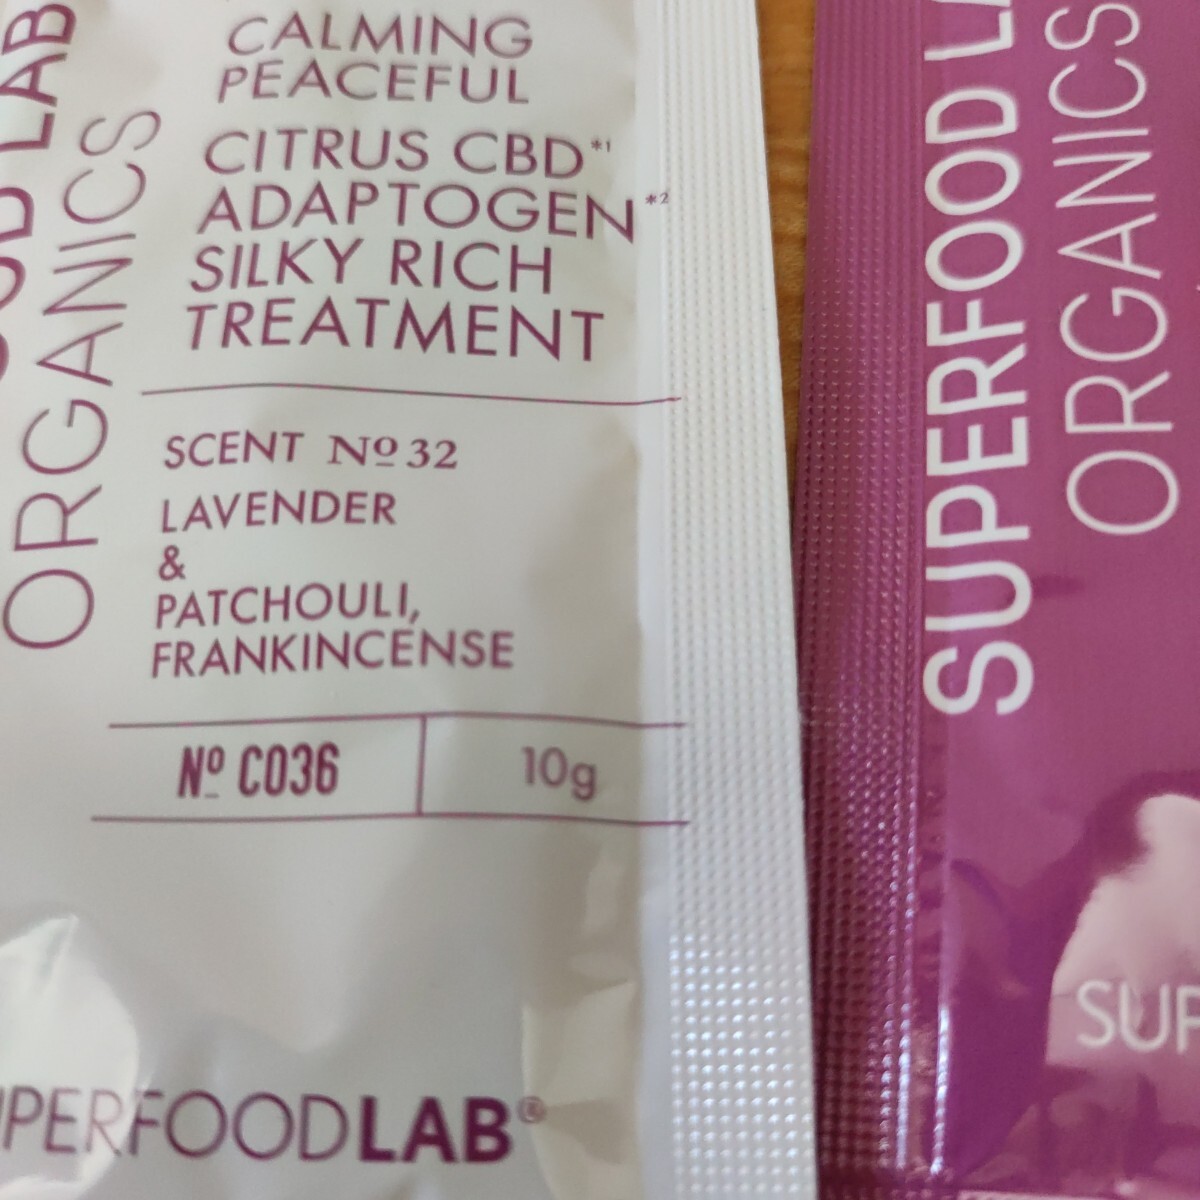 CALMING
PEACEFUL
CITRUS CBD*1
ADAPTOGEN*2
SILKY RICH
TREATMENT
SCENT Nº 32
LAVENDER
&
PATCHOULI,
FRANKINCENSE
Nº C036
10g
PERFOODLAB®
LAB
ORGANICS
SUPERFOOD
ORGANICS
SUP